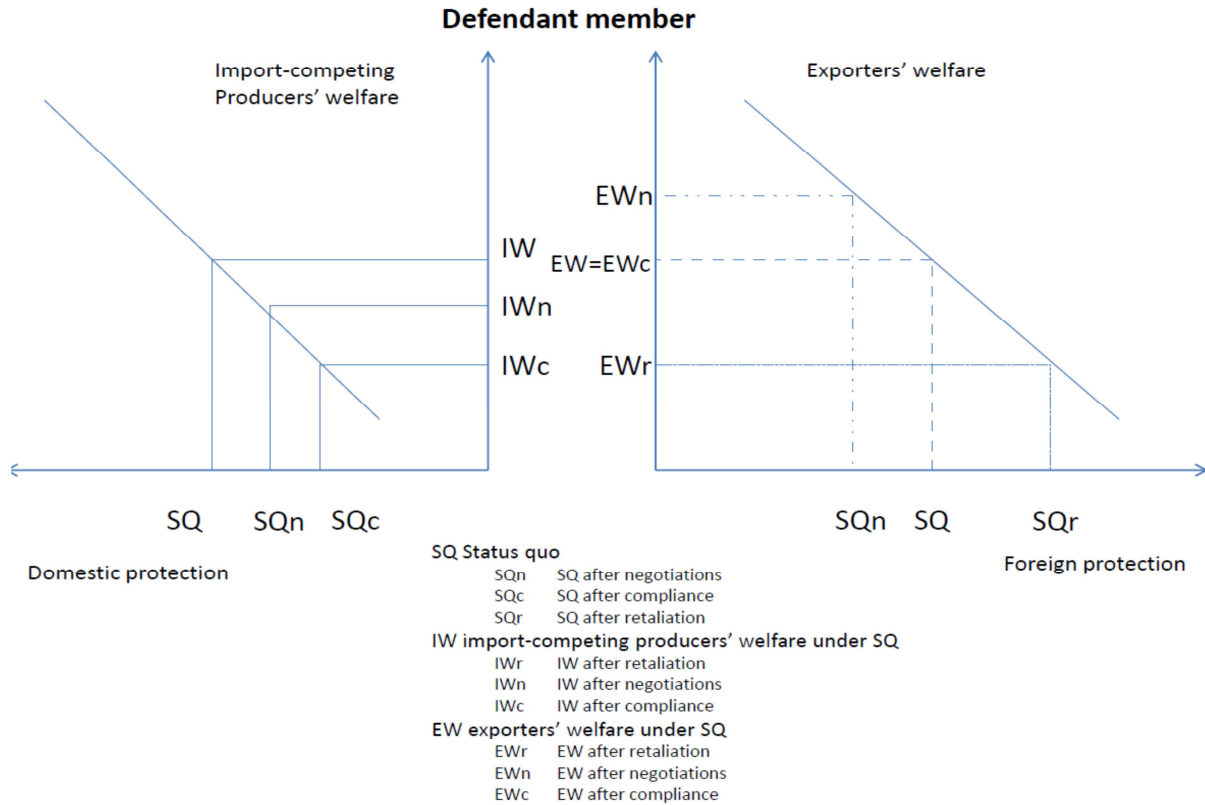 Defendant member
Import-competing
Producers' welfare
Exporters' welfare
EWn
IW
EW=EWc
IWn
IWc
EWr
SQ
SQn
SQc
SQn
SQ
SQr
Domestic protection
Foreign protection
SQ Status quo
SQn SQ after negotiations
SQc SQ after compliance
SQr SQ after retaliation
IW import-competing producers' welfare under SQ
IWr IW after retaliation
IWn IW after negotiations
IWc IW after compliance
EW exporters' welfare under SQ
EWr EW after retaliation
EWn EW after negotiations
EWc EW after compliance